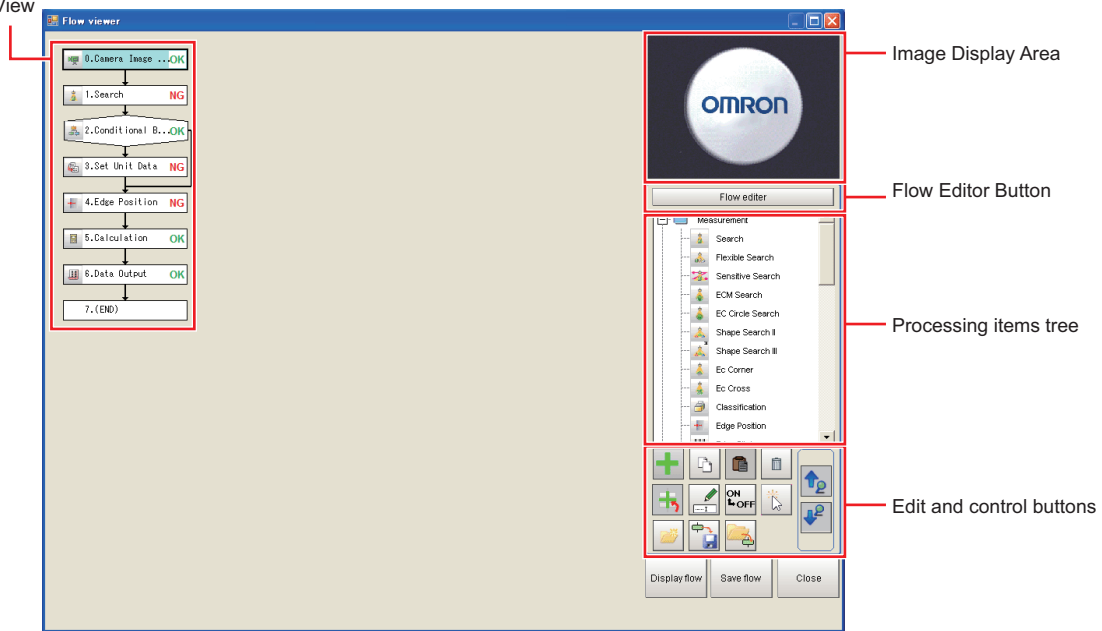 View
Flow viewer
0.Camera Image ...OK
1.Search NG
2.Conditional B...OK
3.Set Unit Data NG
4.Edge Position NG
5.Calculation OK
6.Data Output OK
7.(END)
OMRON
Image Display Area
Flow editer
Flow Editor Button
Measurement
Search
Flexible Search
Sensitive Search
ECM Search
EC Circle Search
Shape Search II
Shape Search III
Ec Corner
Ec Cross
Classification
Edge Position
Processing items tree
ON
OFF
Edit and control buttons
Display flow
Save flow
Close